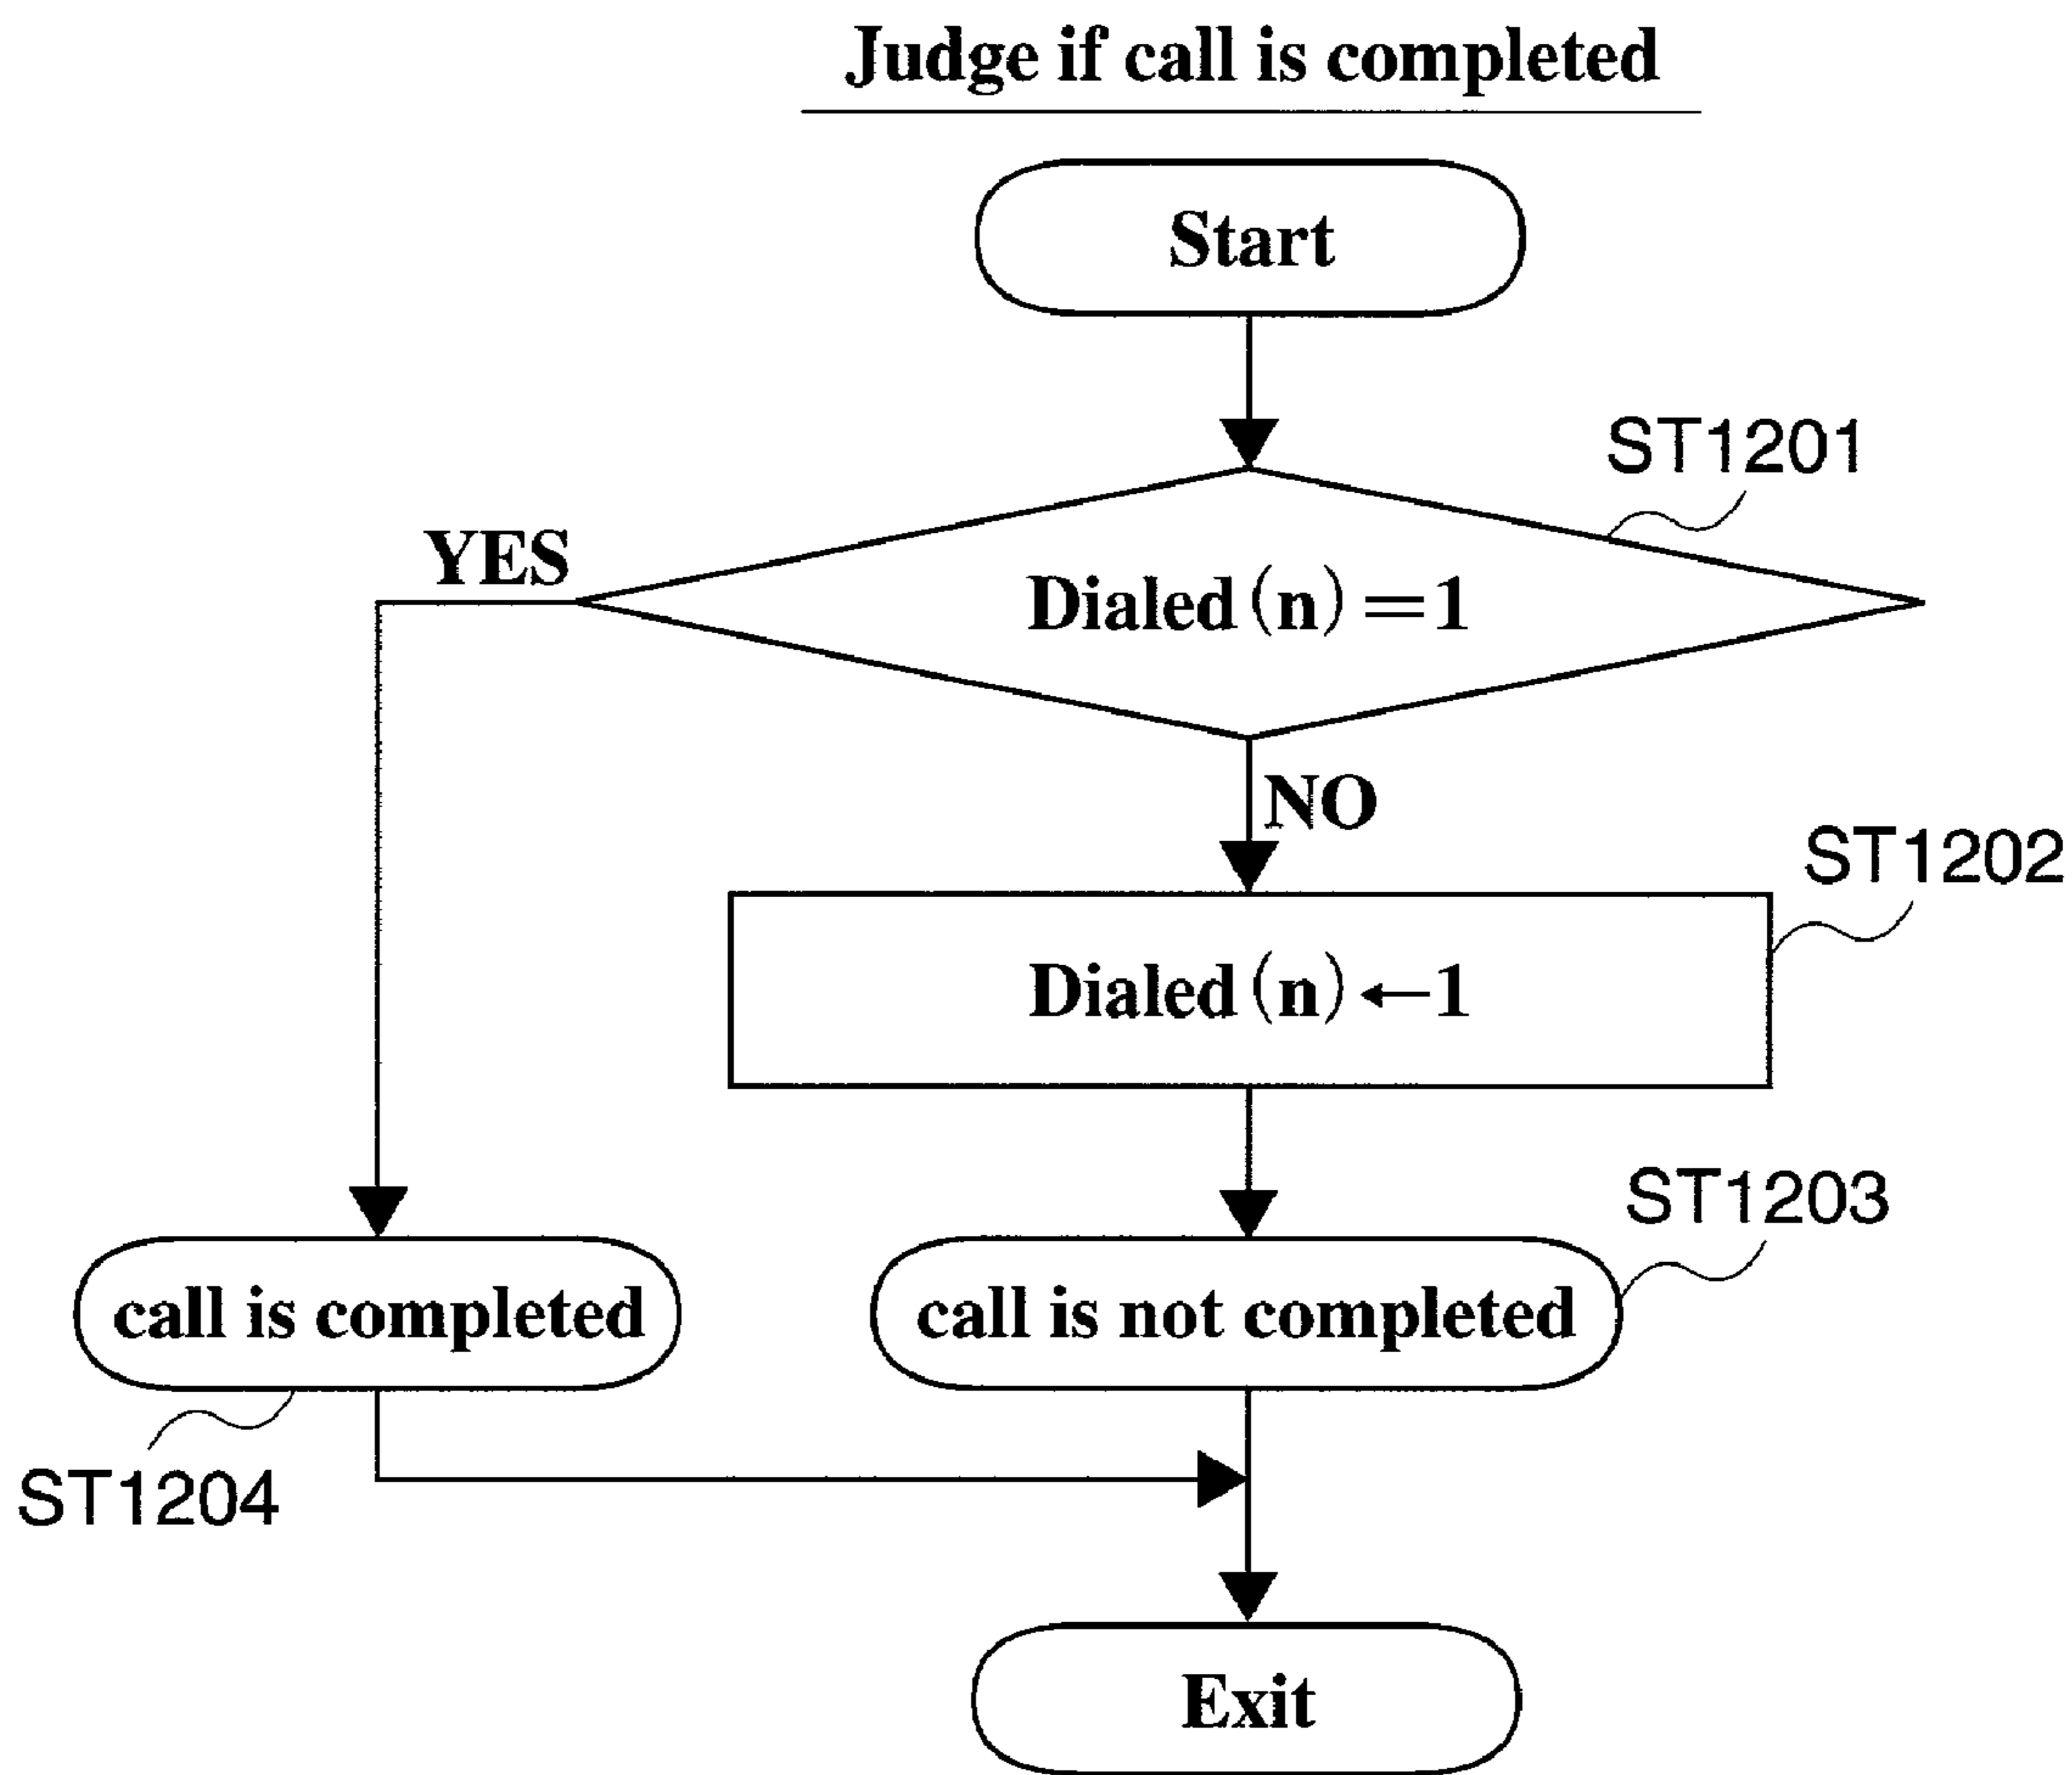 Judge if call is completed
Start
ST1201
YES
Dialed (n) = 1
NO
ST1202
Dialed (n) ← 1
ST1203
call is completed
call is not completed
ST1204
Exit